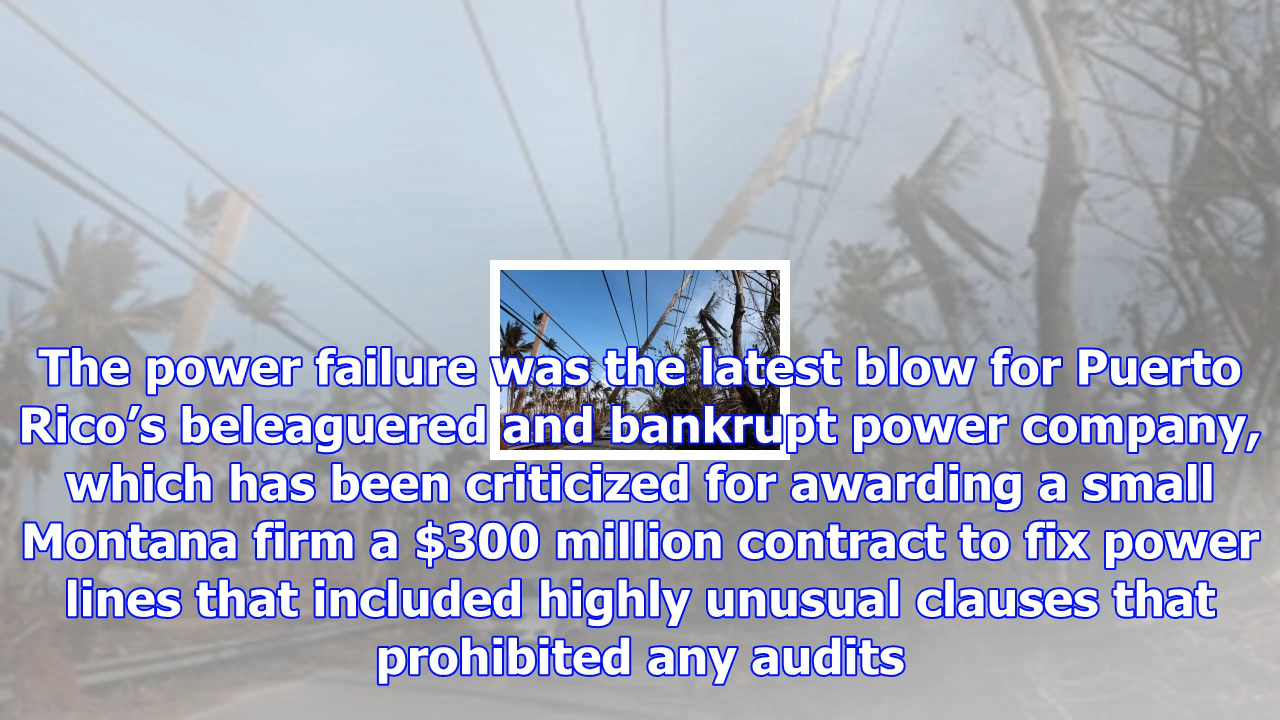 The power failure was the latest blow for Puerto
Rico’s beleaguered and bankrupt power company,
which has been criticized for awarding a small
Montana firm a $300 million contract to fix power
lines that included highly unusual clauses that
prohibited any audits